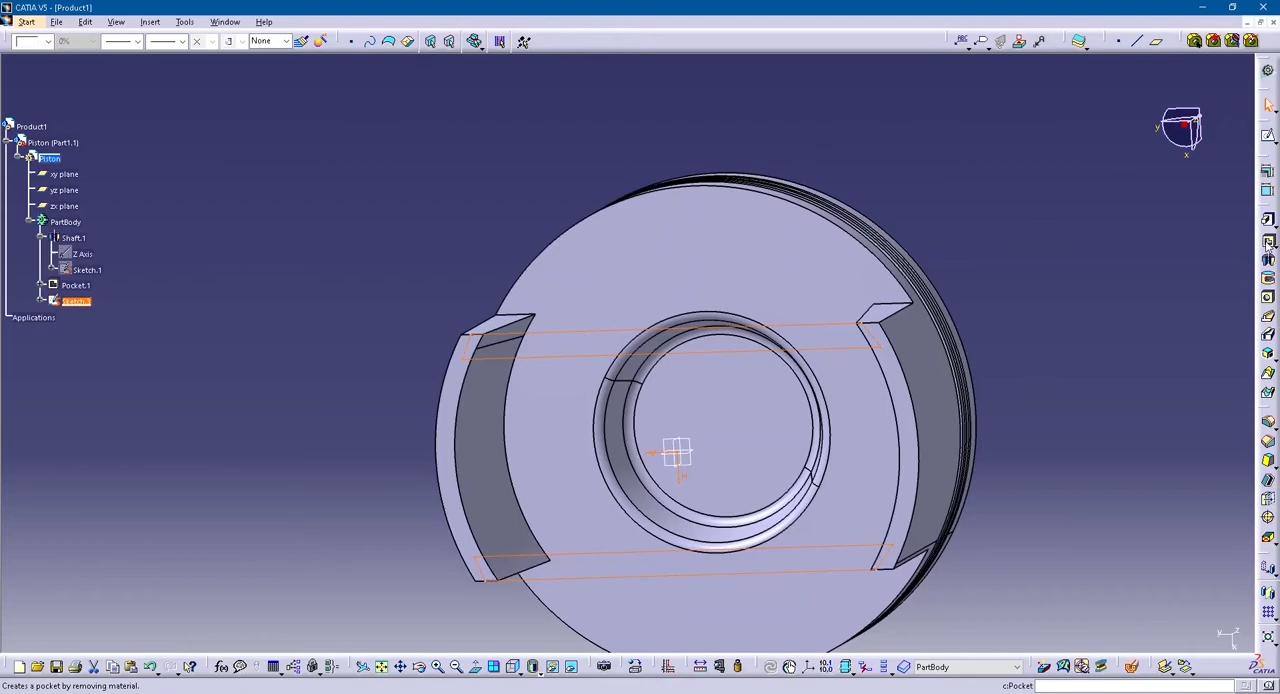 CATIA V5 - [Product1]
Start File Edit View Insert Tools Window Help
0% None
Product1
Piston (Part1.1)
Piston
xy plane
yz plane
zx plane
PartBody
Shaft.1
Z Axis
Sketch.1
Pocket.1
Applications
y
x
H
PartBody
Creates a pocket by removing material.
c:Pocket